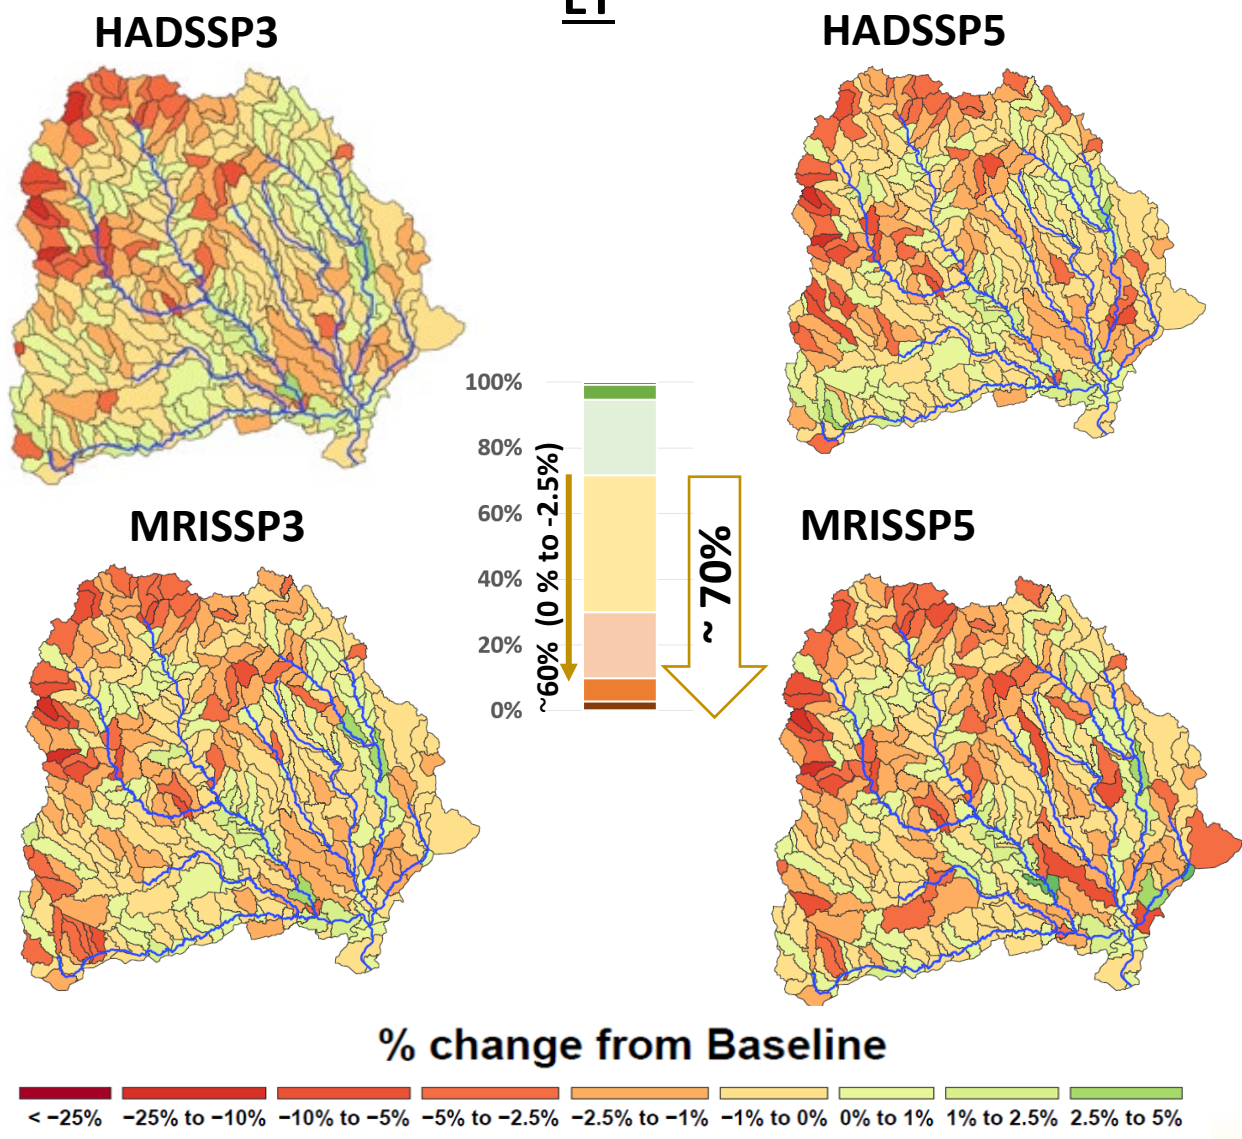 ET
HADSSP3
HADSSP5
100%
80%
60%
40%
20%
0%
~60% (0 % to -2.5%)
~ 70%
MRISSP3
MRISSP5
% change from Baseline
< −25%
−25% to −10%
−10% to −5%
−5% to −2.5%
−2.5% to −1%
−1% to 0%
0% to 1%
1% to 2.5%
2.5% to 5%